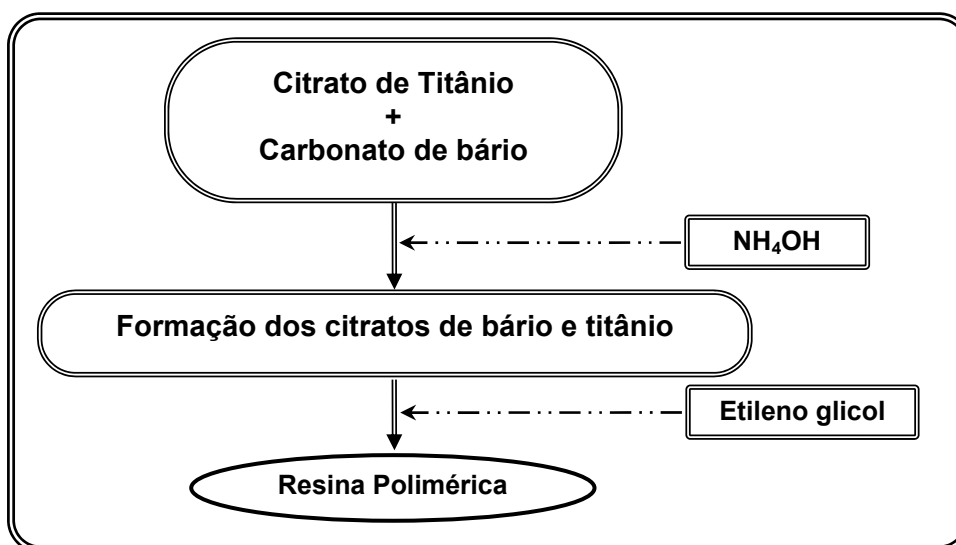 Citrato de Titânio
+
Carbonato de bário
NH₄OH
Formação dos citratos de bário e titânio
Etileno glicol
Resina Polimérica